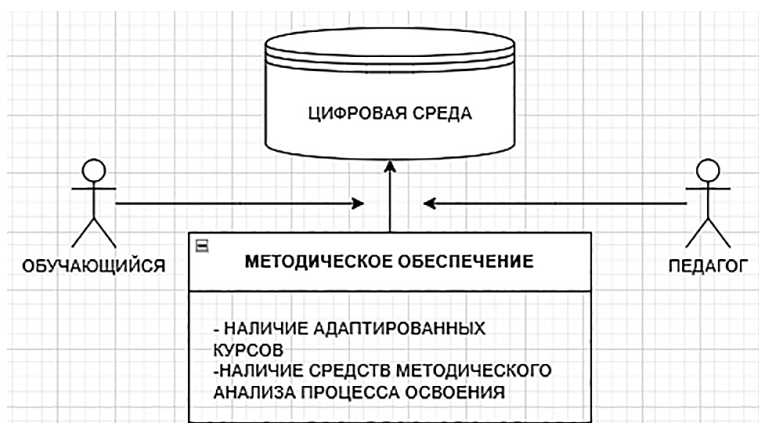 ЦИФРОВАЯ СРЕДА
ОБУЧАЮЩИЙСЯ
ПЕДАГОГ
МЕТОДИЧЕСКОЕ ОБЕСПЕЧЕНИЕ
- НАЛИЧИЕ АДАПТИРОВАННЫХ
КУРСОВ
-НАЛИЧИЕ СРЕДСТВ МЕТОДИЧЕСКОГО
АНАЛИЗА ПРОЦЕССА ОСВОЕНИЯ